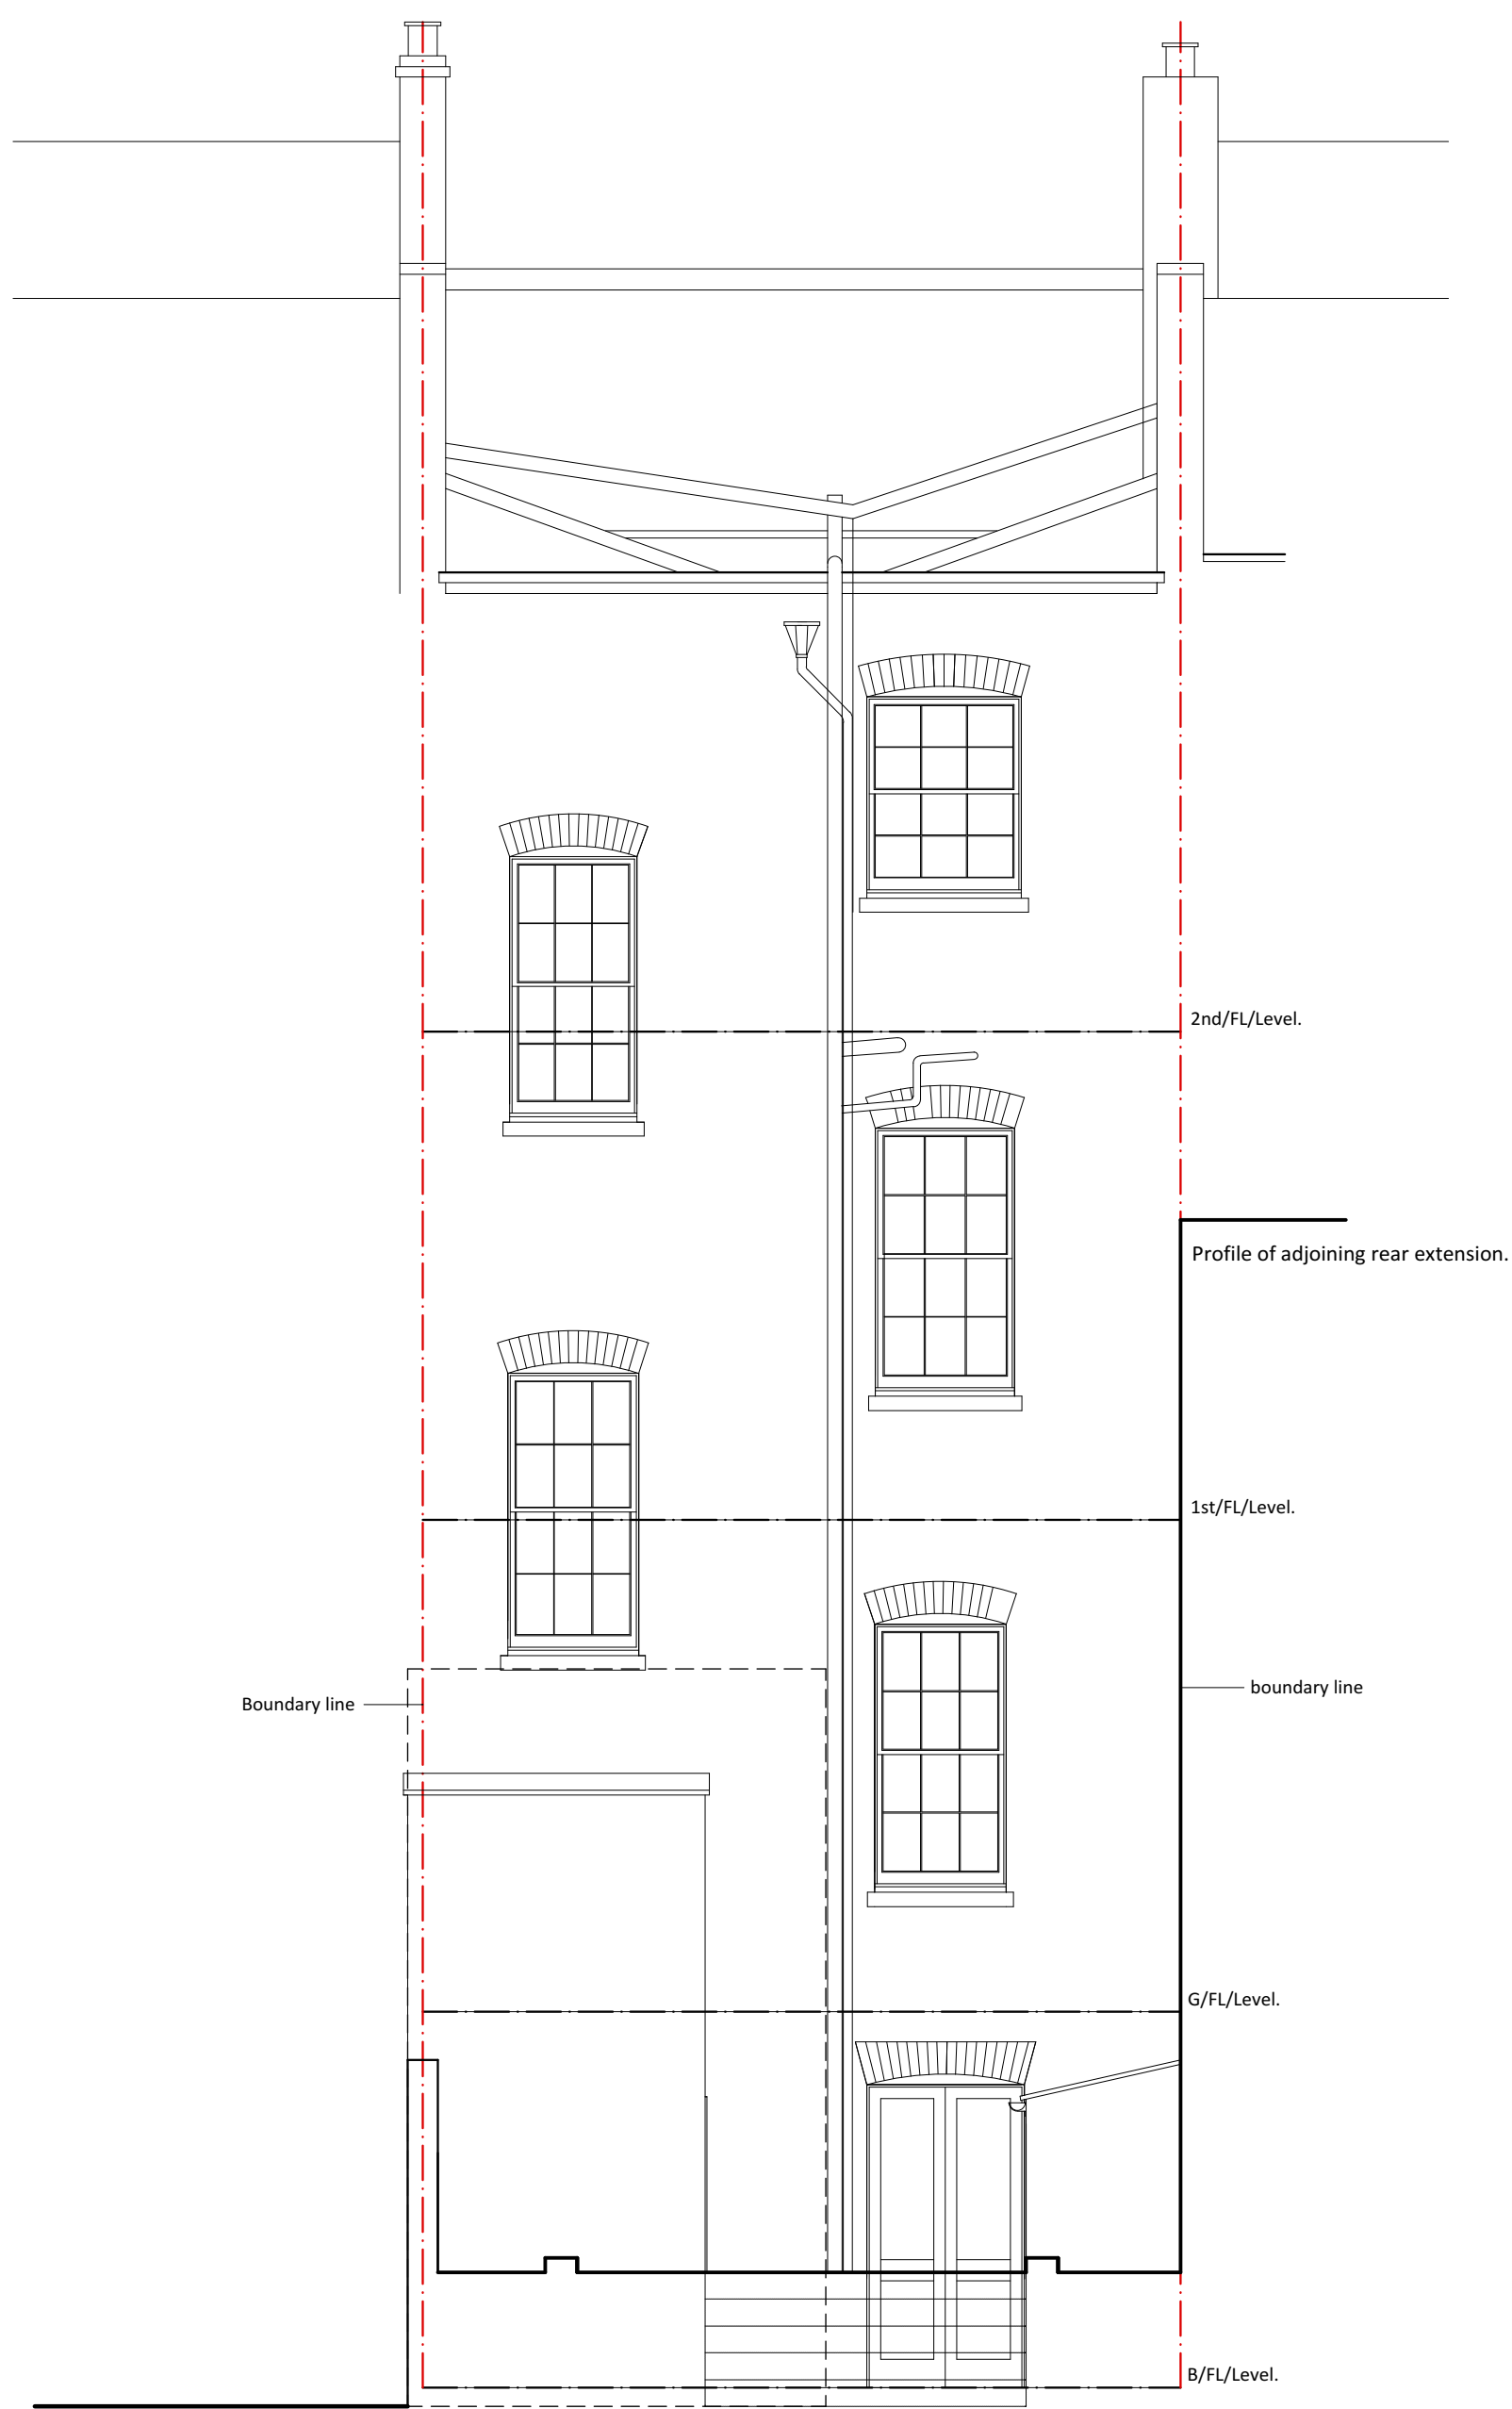 2nd/FL/Level.
Profile of adjoining rear extension.
1st/FL/Level.
boundary line
Boundary line
G/FL/Level.
B/FL/Level.